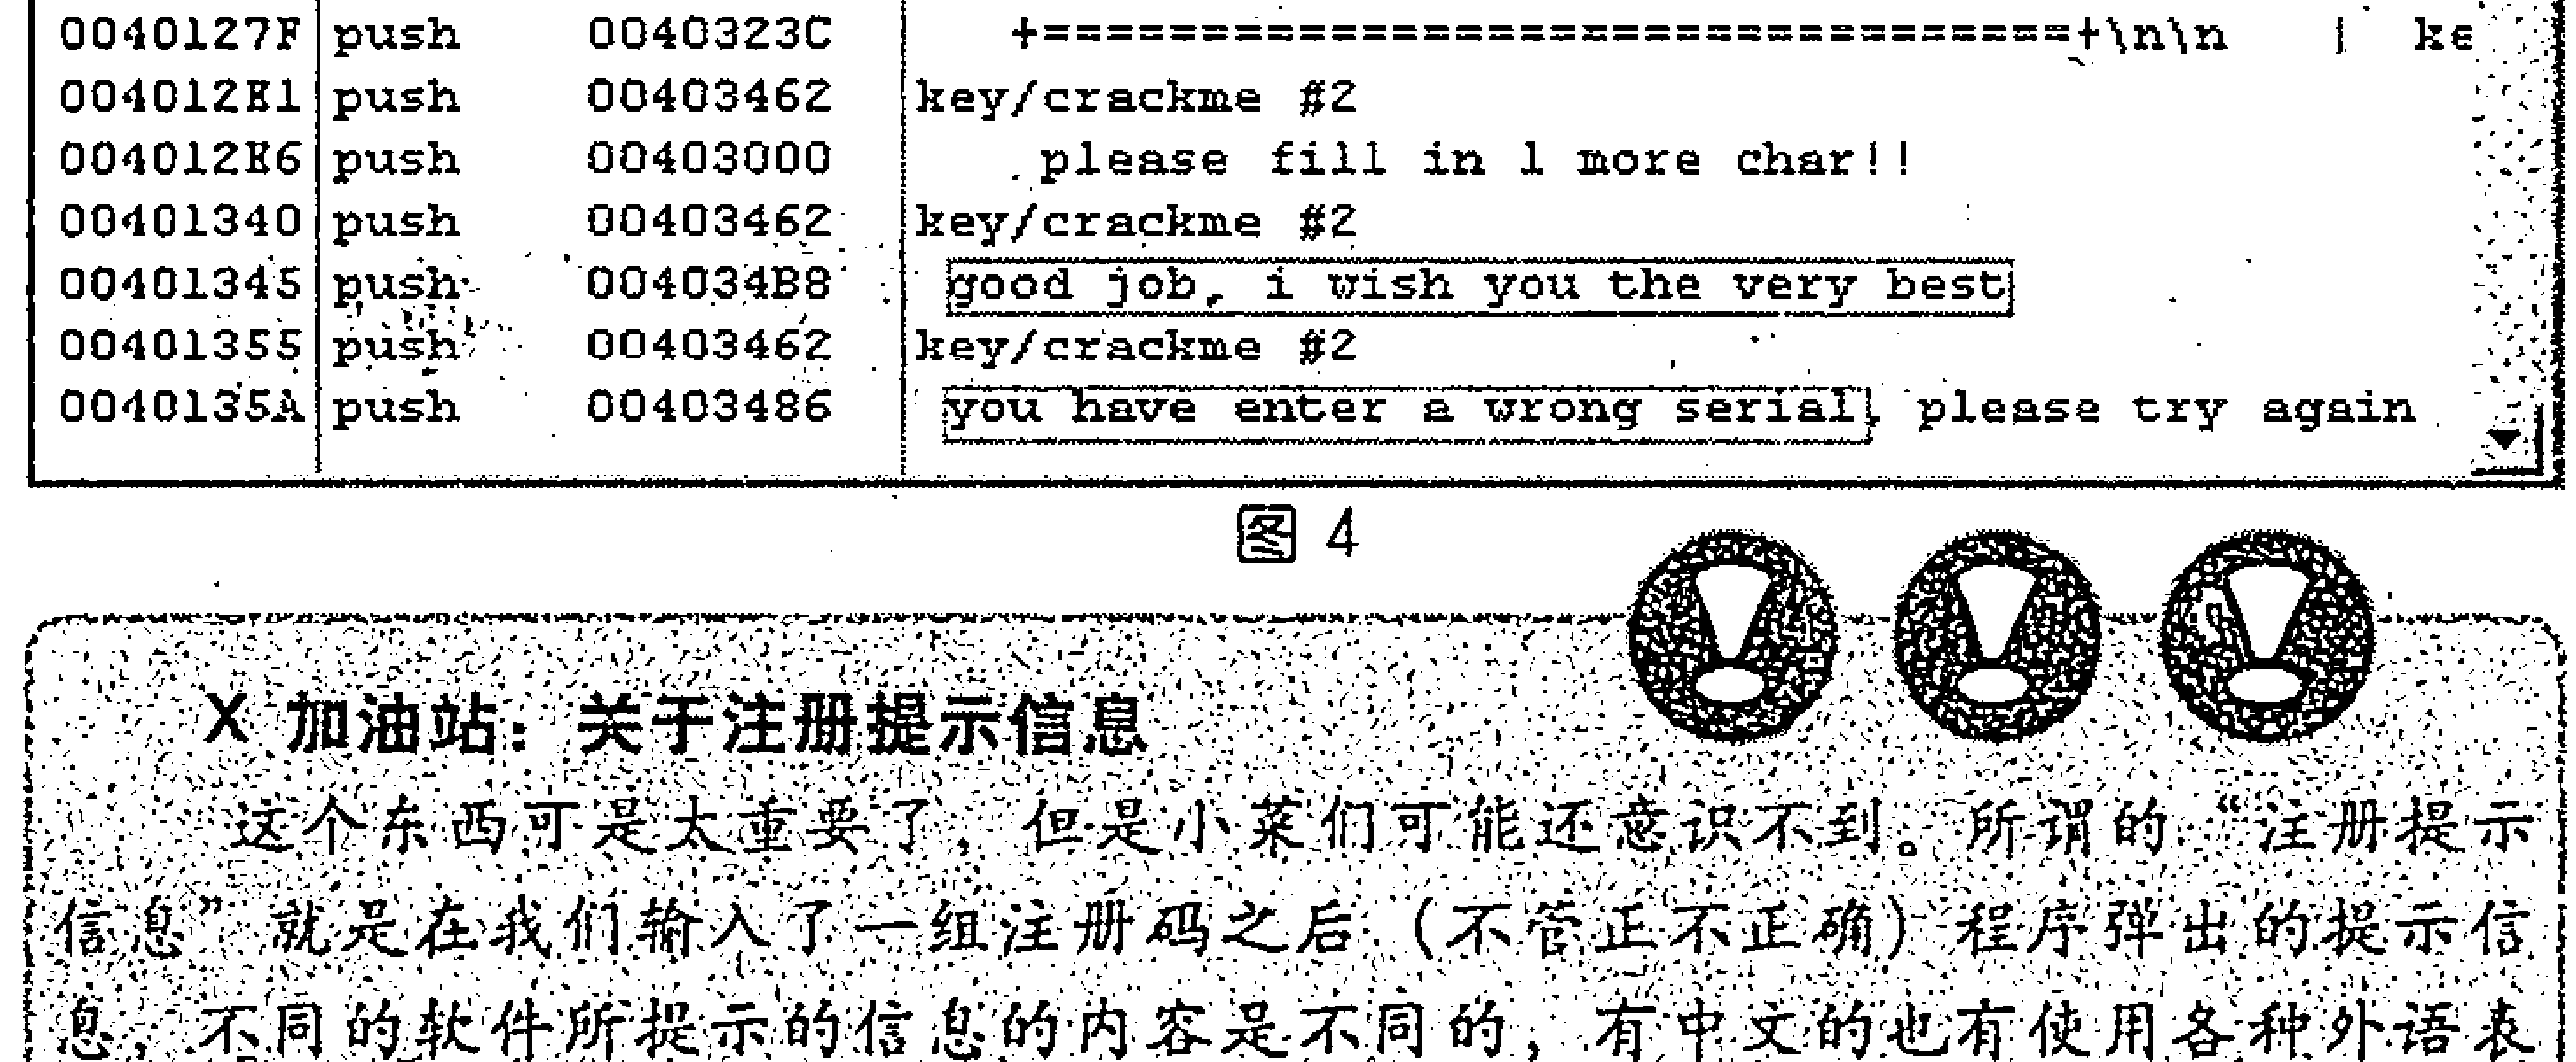 0040127F push 0040323C +=================================+\n\n | ke
004012E1 push 00403462 key/crackme #2
004012E6 push 00403000 please fill in 1 more char!!
00401340 push 00403462 key/crackme #2
00401345 push 004034B8 good job, i wish you the very best
00401355 push 00403462 key/crackme #2
0040135A push 00403486 you have enter a wrong serial, please try again
图 4
X 加油站：关于注册提示信息
这个东西可是太重要了，但是小菜们可能还意识不到。所谓的“注册提示
信息”就是在我们输入了一组注册码之后（不管正不正确）程序弹出的提示信
息，不同的软件所提示的信息的内容是不同的，有中文的也有使用各种外语表